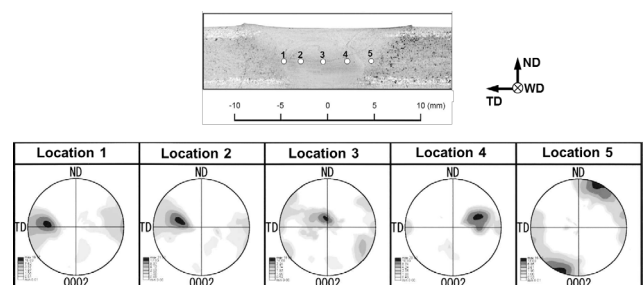 1 2 3 4 5
ND
WD
TD
-10 -5 0 5 10 (mm)
Location 1 Location 2 Location 3 Location 4 Location 5
ND ND ND ND ND
TD TD TD TD TD
0002 0002 0002 0002 0002